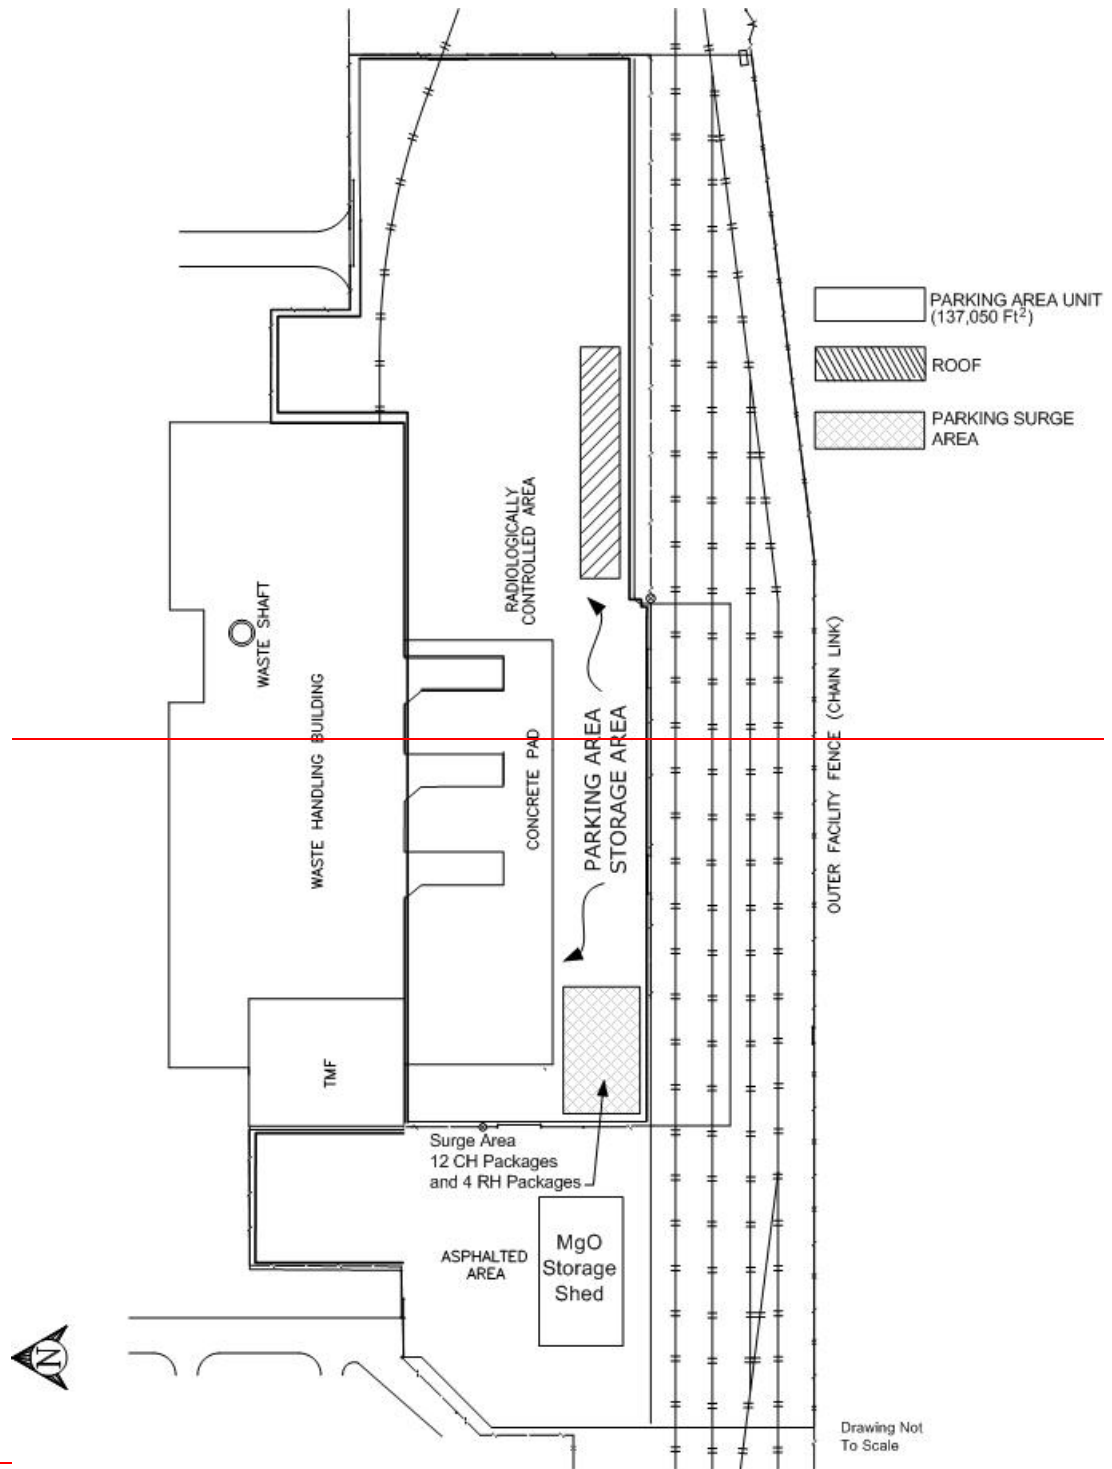 PARKING AREA UNIT
(137,050 Ft²)
ROOF
PARKING SURGE
AREA
RADIOLOGICALLY
CONTROLLED AREA
WASTE SHAFT
WASTE HANDLING BUILDING
CONCRETE PAD
PARKING AREA
STORAGE AREA
OUTER FACILITY FENCE (CHAIN LINK)
TMF
Surge Area
12 CH Packages
and 4 RH Packages
ASPHALTED
AREA
MgO
Storage
Shed
N
Drawing Not
To Scale